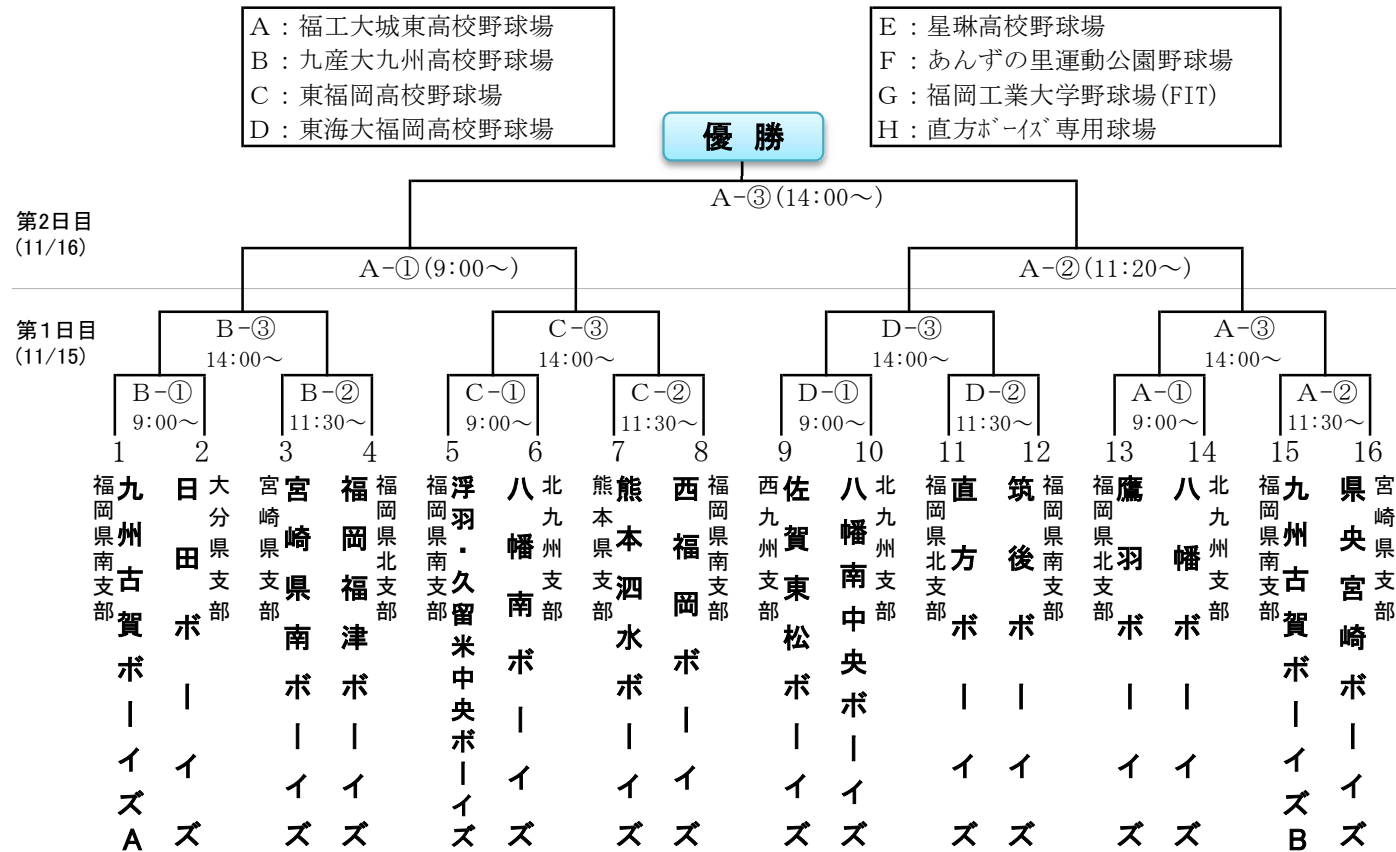 A：福工大城東高校野球場
B：九産大九州高校野球場
C：東福岡高校野球場
D：東海大福岡高校野球場
E：星琳高校野球場
F：あんずの里運動公園野球場
G：福岡工業大学野球場(FIT)
H：直方ﾎﾞｰｲｽﾞ専用球場
優勝
A-③(14:00～)
第2日目
(11/16)
A-①(9:00～)
A-②(11:20～)
第1日目
(11/15)
B-③
14:00～
C-③
14:00～
D-③
14:00～
A-③
14:00～
B-①
9:00～
B-②
11:30～
C-①
9:00～
C-②
11:30～
D-①
9:00～
D-②
11:30～
A-①
9:00～
A-②
11:30～
1
福岡県南支部
九州古賀ボーイズA
2
日田ボーイズ
大分県支部
3
宮崎県支部
宮崎県南ボーイズ
4
福岡福津ボーイズ
福岡県北支部
5
福岡県南支部
浮羽・久留米中央ボーイズ
6
八幡南ボーイズ
北九州支部
7
熊本県支部
熊本泗水ボーイズ
8
西福岡ボーイズ
福岡県南支部
9
西九州支部
佐賀東松ボーイズ
10
八幡南中央ボーイズ
北九州支部
11
福岡県北支部
直方ボーイズ
12
筑後ボーイズ
福岡県南支部
13
福岡県北支部
鷹羽ボーイズ
14
八幡ボーイズ
北九州支部
15
福岡県南支部
九州古賀ボーイズB
16
県央宮崎ボーイズ
宮崎県支部